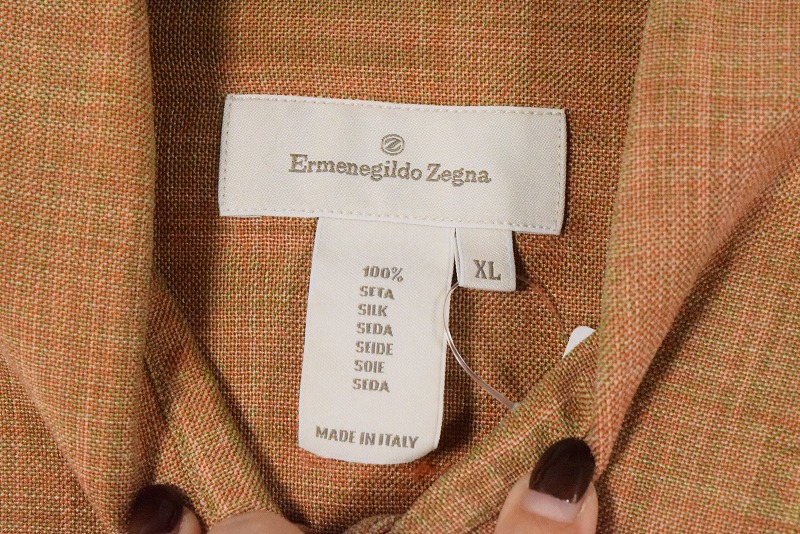 Ermenegildo Zegna
XL
100%
SETA
SILK
SEDA
SEIDE
SOIE
SEDA
MADE IN ITALY